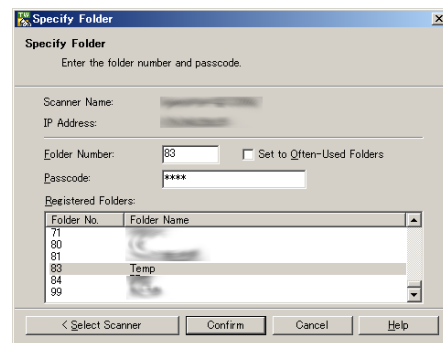 Specify Folder
Specify Folder
Enter the folder number and passcode.
Scanner Name:
IP Address:
Folder Number: 83 Set to Often-Used Folders
Passcode: ****
Registered Folders:
Folder No. Folder Name
71
80
81
83 Temp
84
99
< Select Scanner Confirm Cancel Help